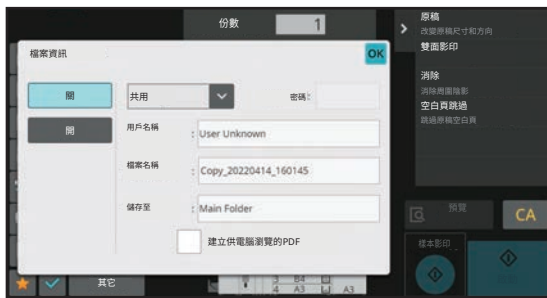 份數 1
原稿
改變原稿尺寸和方向
雙面影印
檔案資訊
OK
消除
消除周圍陰影
空白頁跳過
跳過原稿空白頁
關
共用
密碼:
開
用戶名稱 : User Unknown
檔案名稱 : Copy_20220414_160145
儲存至 : Main Folder
建立供電腦瀏覽的PDF
預覽
CA
樣本影印
其它
3 B4
4 A3
A3